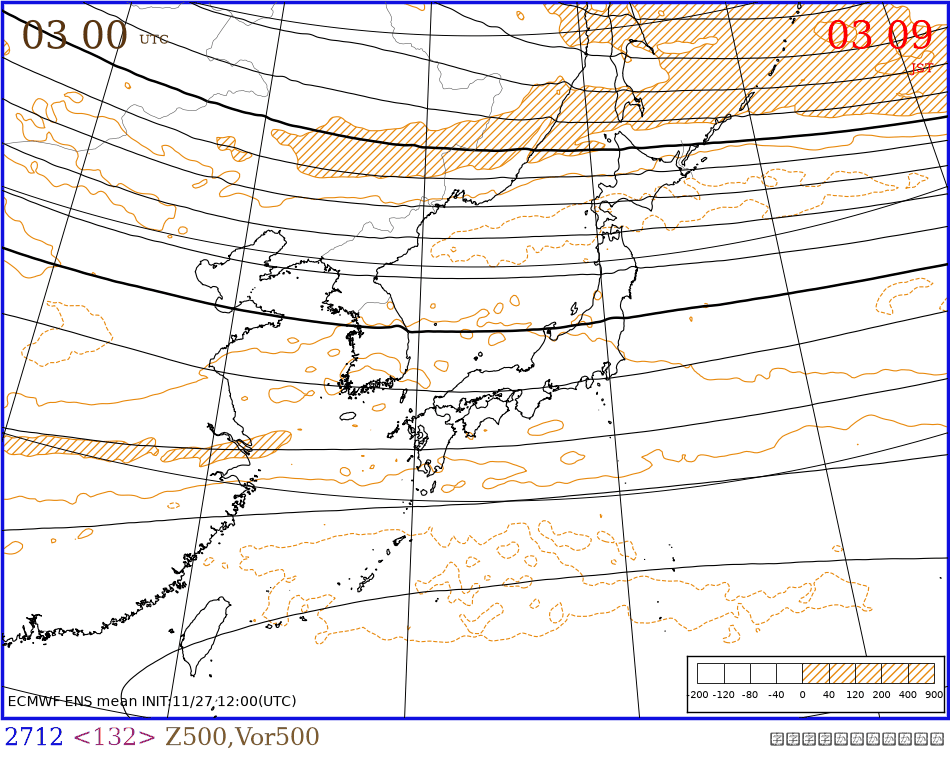 03 00 UTC
03 09
JST
-200 -120 -80 -40 0 40 120 200 400 900
ECMWF ENS mean INIT:11/27,12:00(UTC)
2712 <132> Z500,Vor500